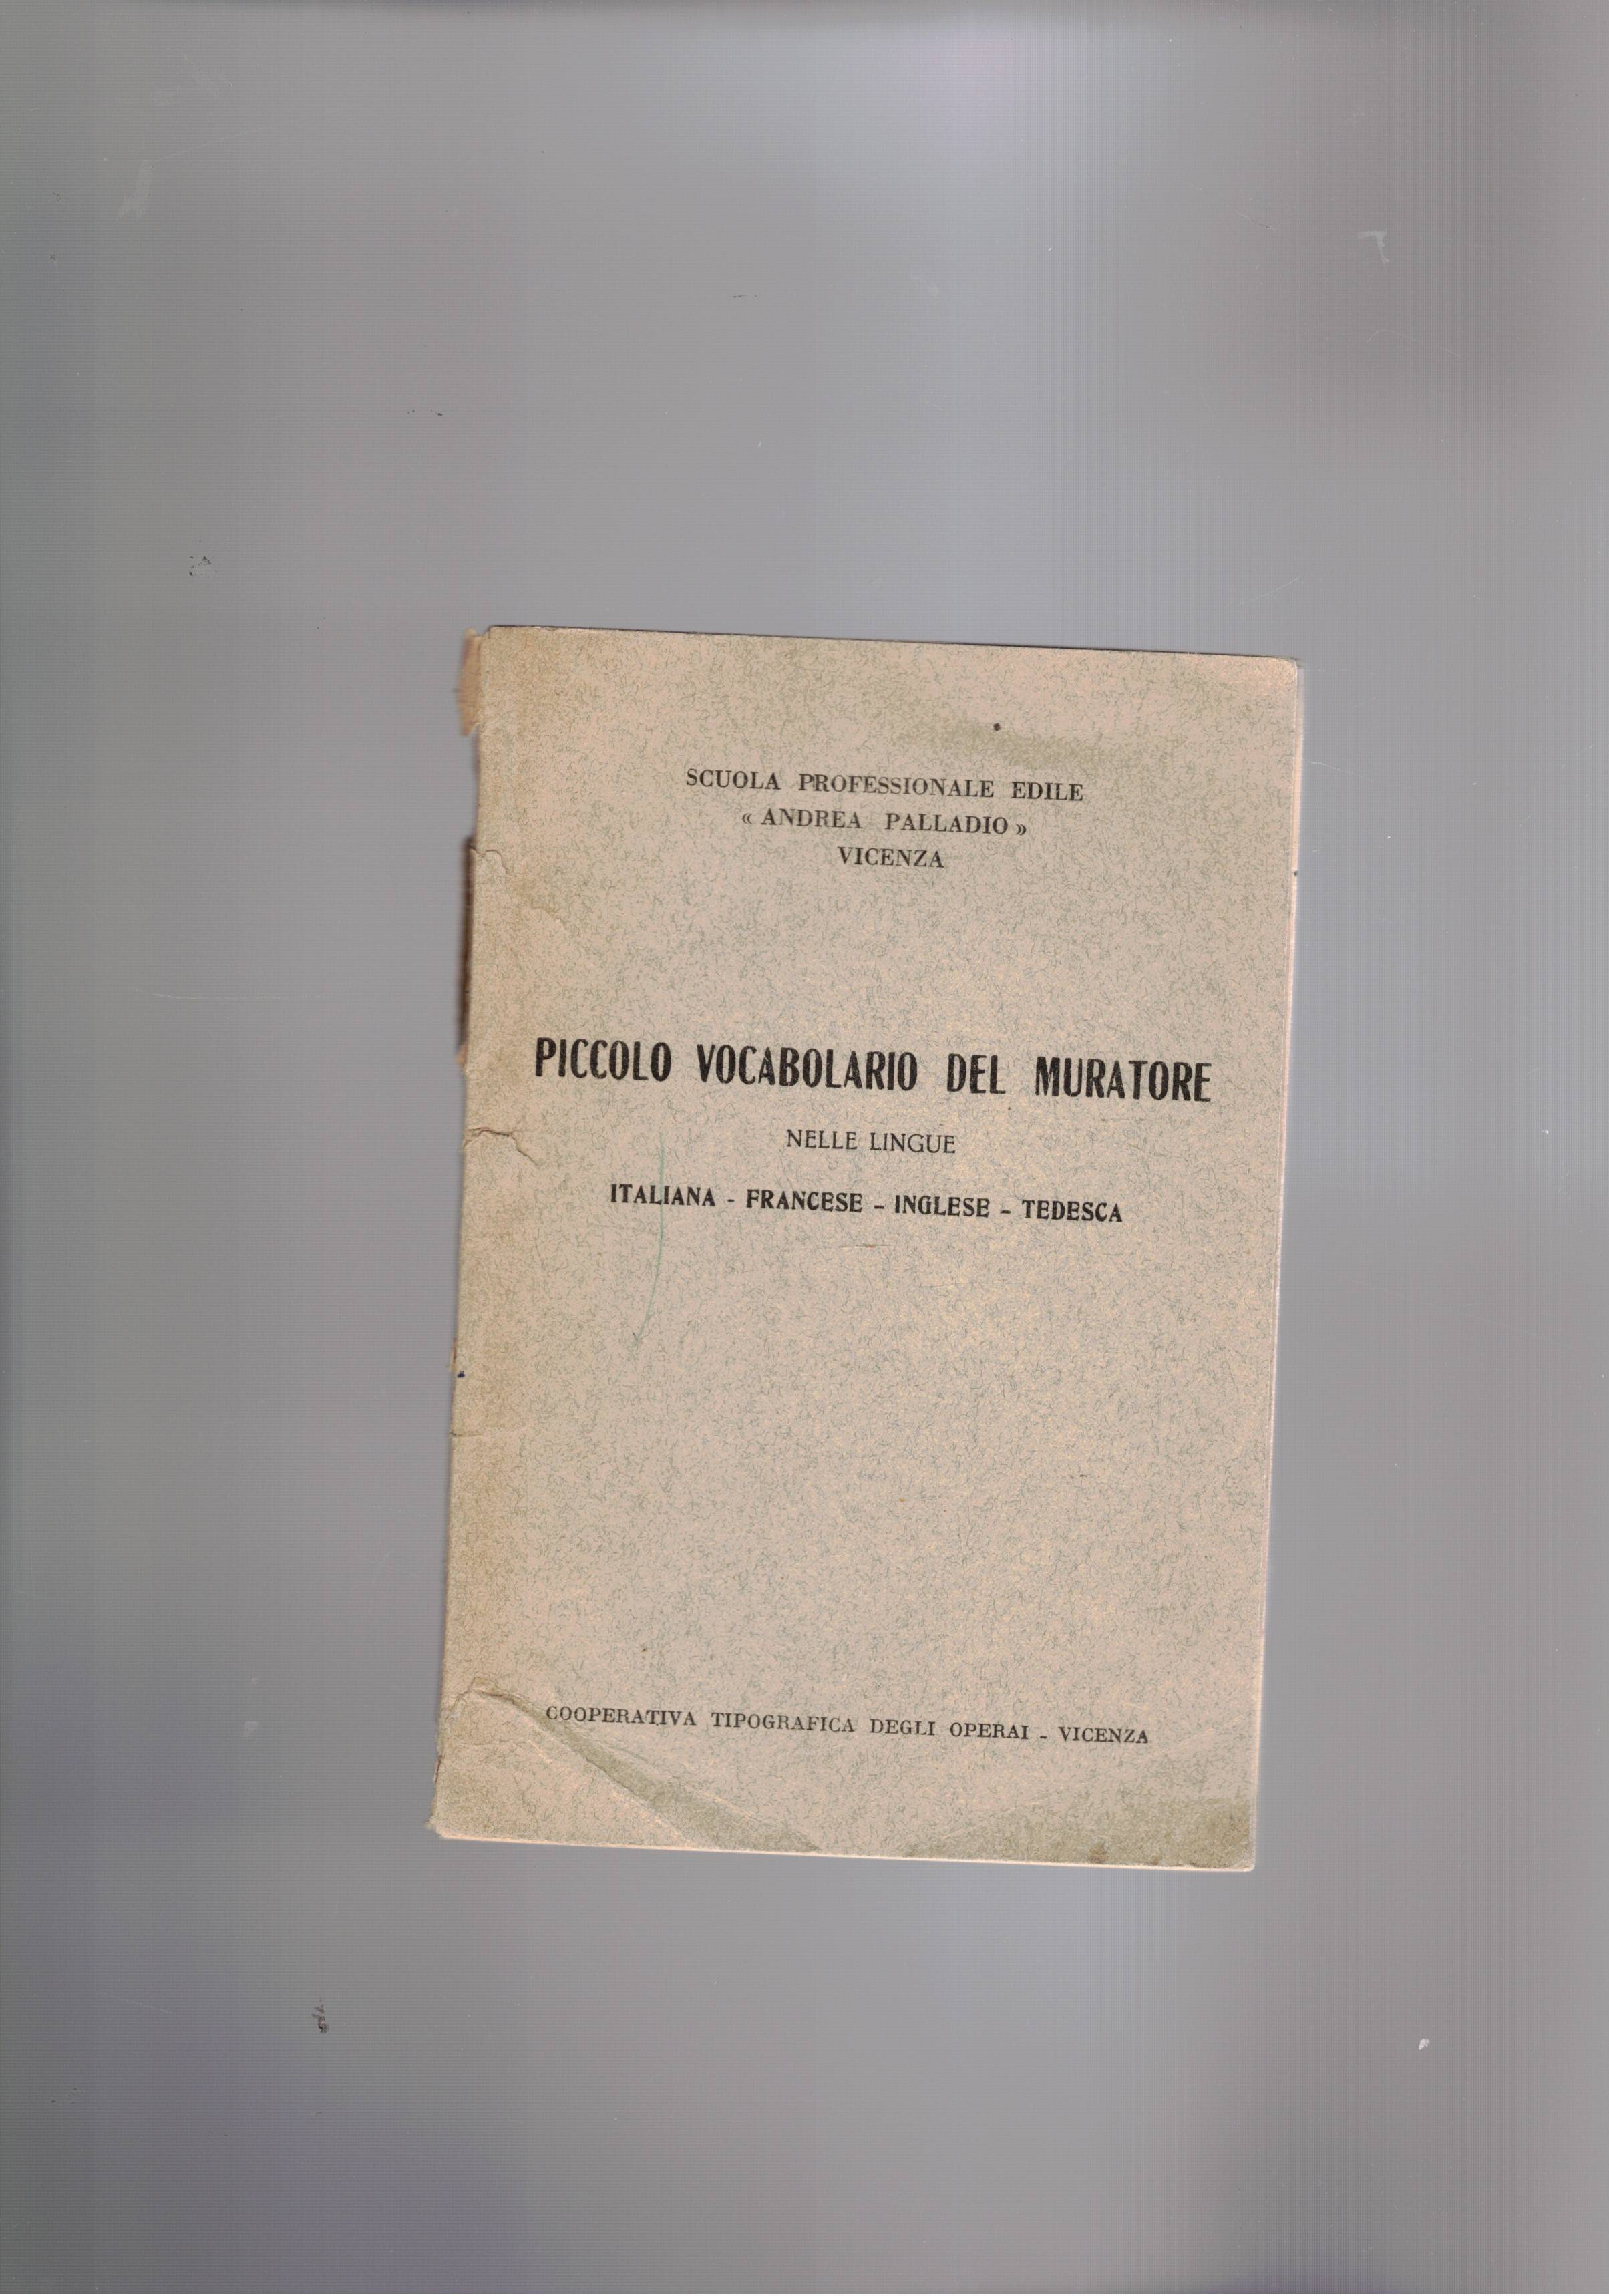 SCUOLA PROFESSIONALE EDILE
« ANDREA PALLADIO »
VICENZA
PICCOLO VOCABOLARIO DEL MURATORE
NELLE LINGUE
ITALIANA - FRANCESE - INGLESE - TEDESCA
COOPERATIVA TIPOGRAFICA DEGLI OPERAI - VICENZA